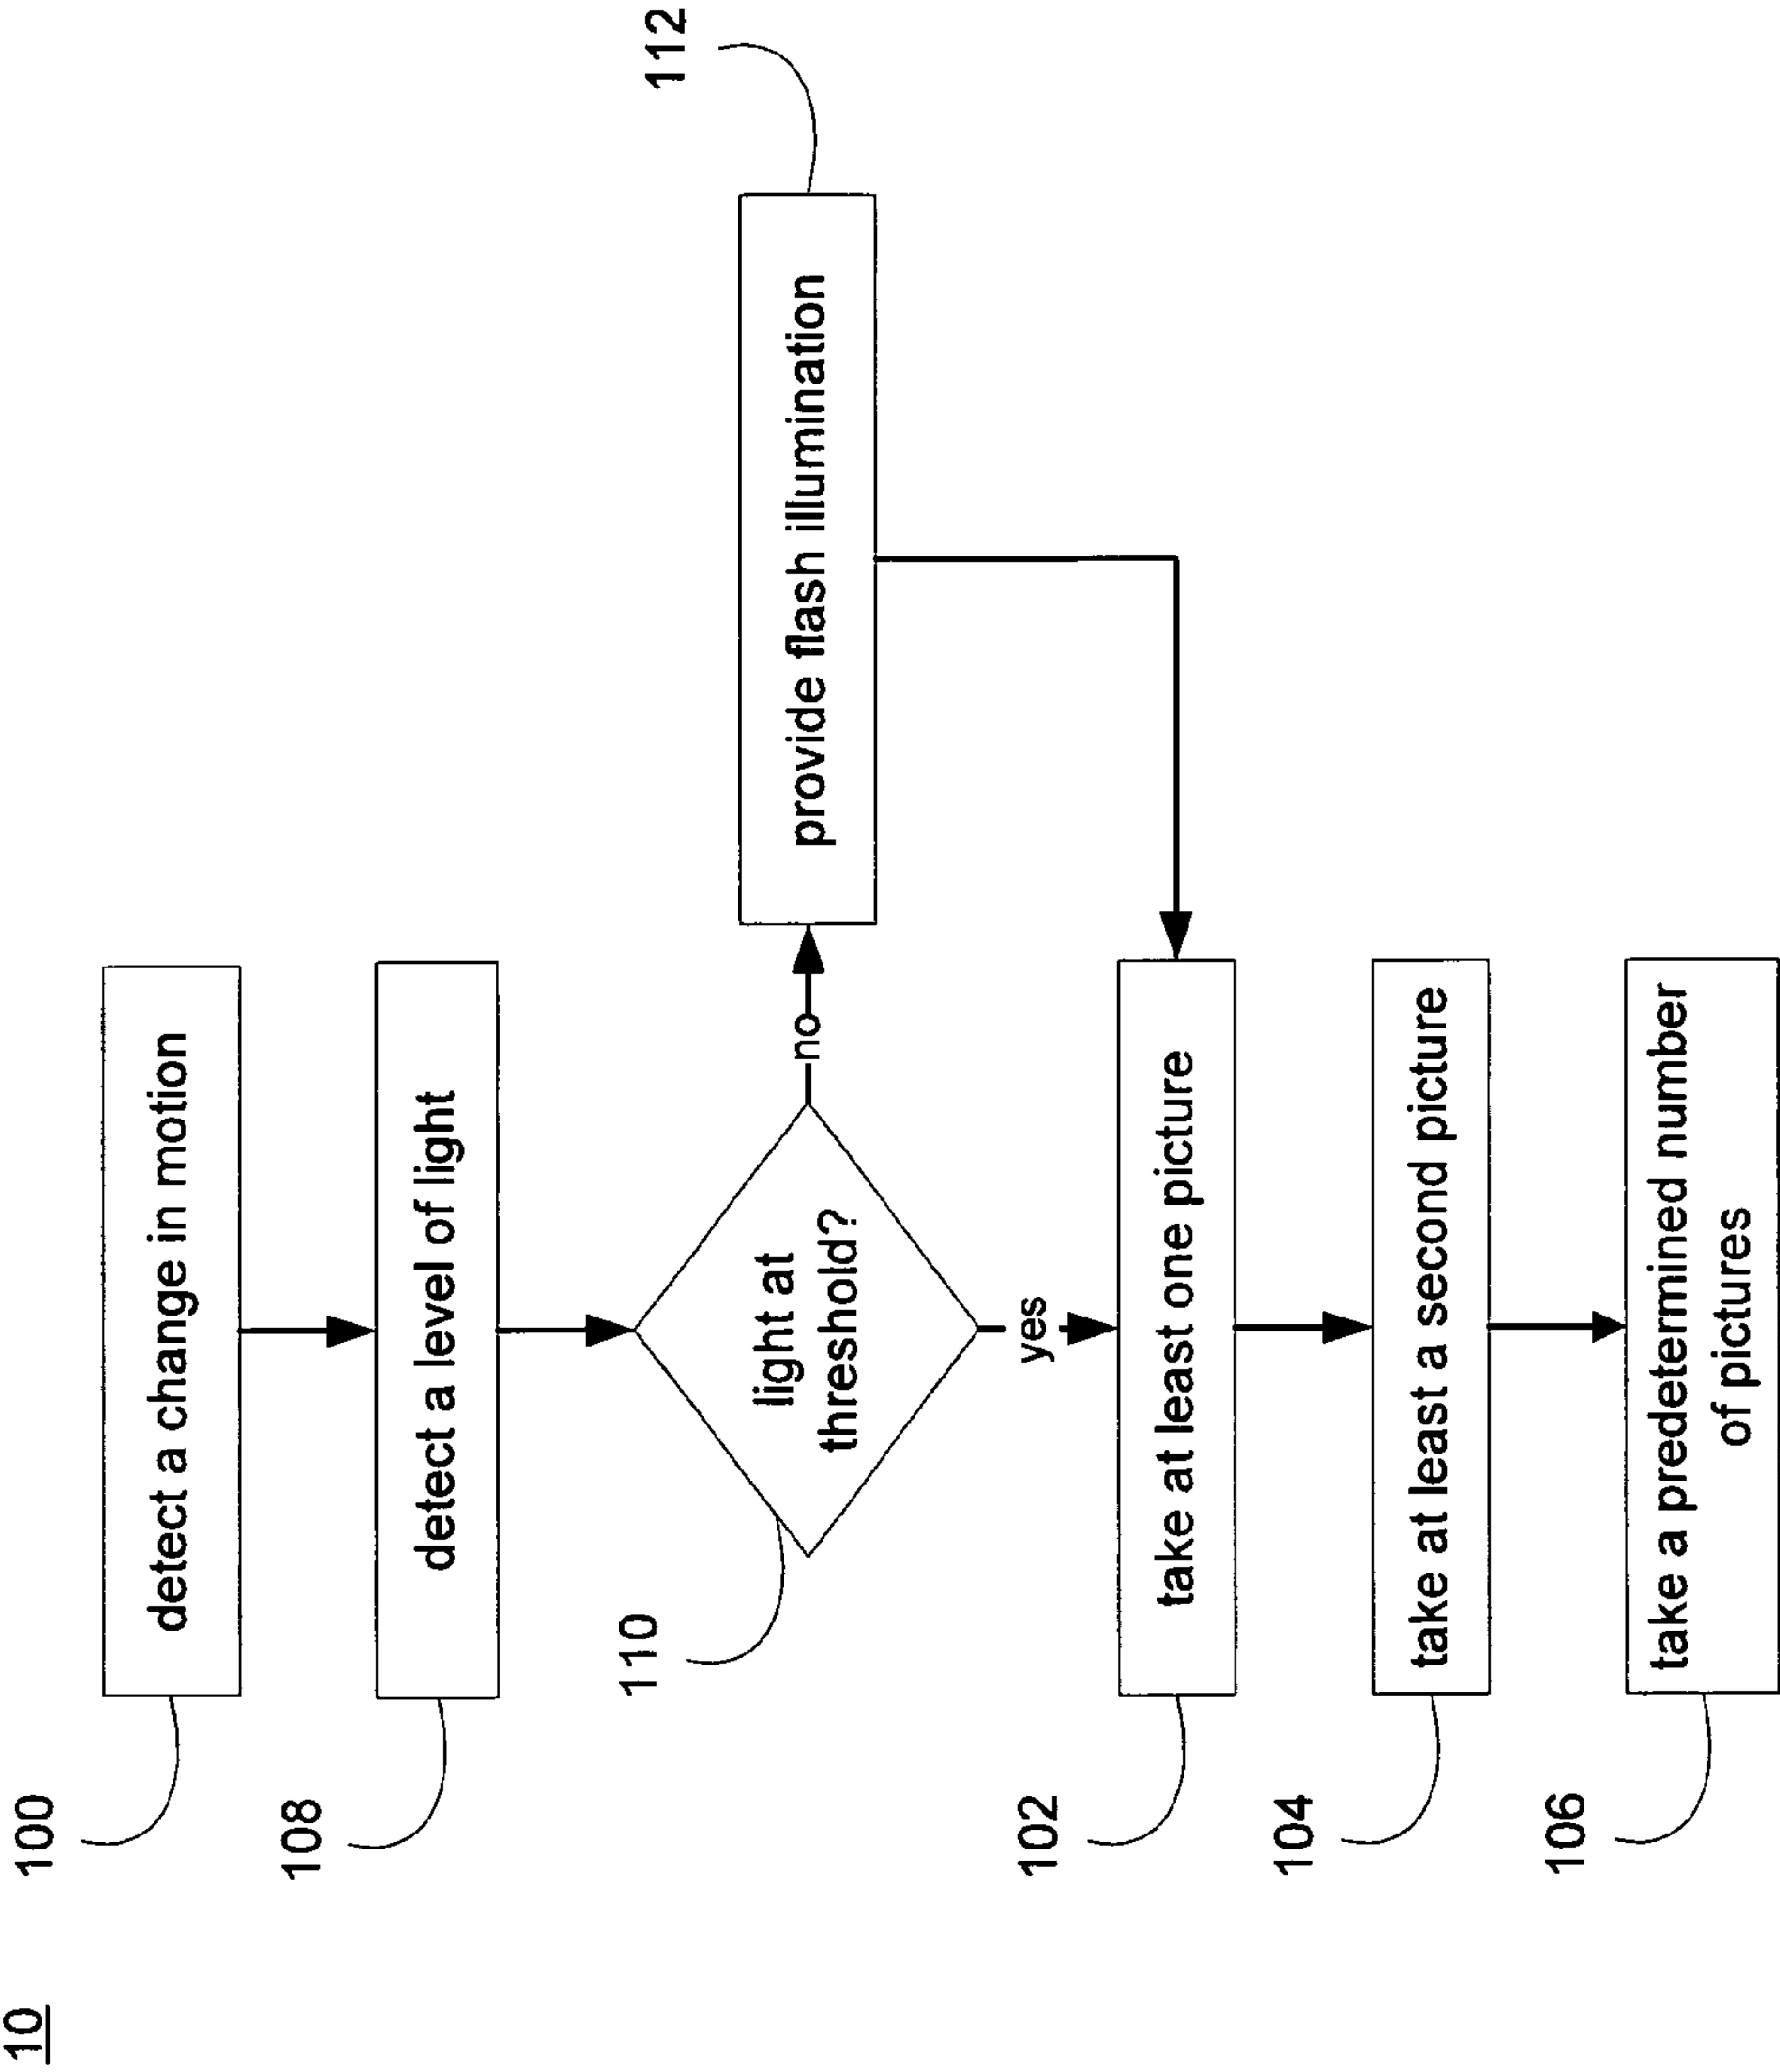 10
100
detect a change in motion
108
detect a level of light
110
light at
threshold?
no
112
provide flash illumination
yes
102
take at least one picture
104
take at least a second picture
106
take a predetermined number
of pictures